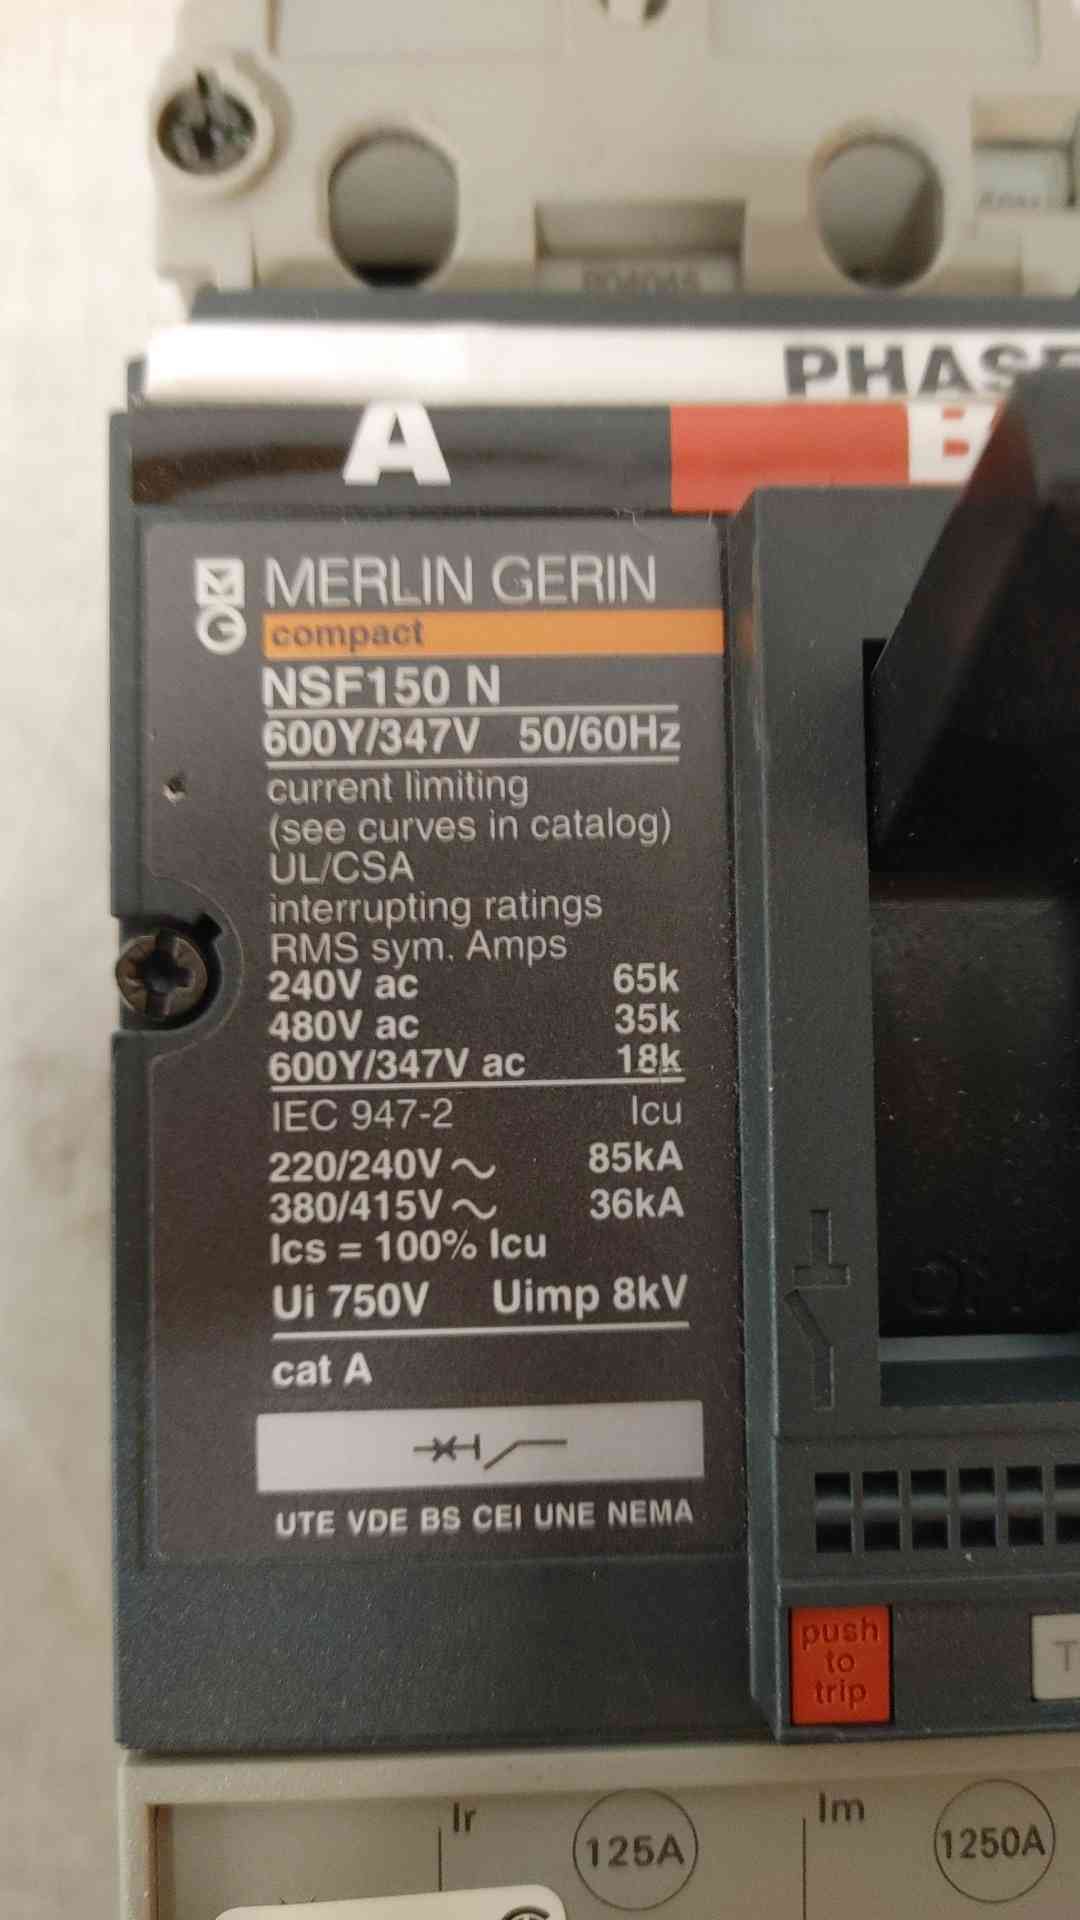 PHASE
A B
MERLIN GERIN
compact
NSF150 N
600Y/347V 50/60Hz
current limiting
(see curves in catalog)
UL/CSA
interrupting ratings
RMS sym. Amps
240V ac 65k
480V ac 35k
600Y/347V ac 18k
IEC 947-2 Icu
220/240V ~ 85kA
380/415V ~ 36kA
Ics = 100% Icu
Ui 750V Uimp 8kV
cat A
UTE VDE BS CEI UNE NEMA
push
to
trip
T
Ir 125A Im 1250A